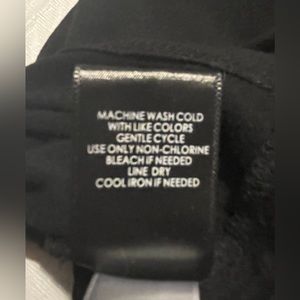 MACHINE WASH COLD
WITH LIKE COLORS
GENTLE CYCLE
USE ONLY NON-CHLORINE
BLEACH IF NEEDED
LINE DRY
COOL IRON IF NEEDED